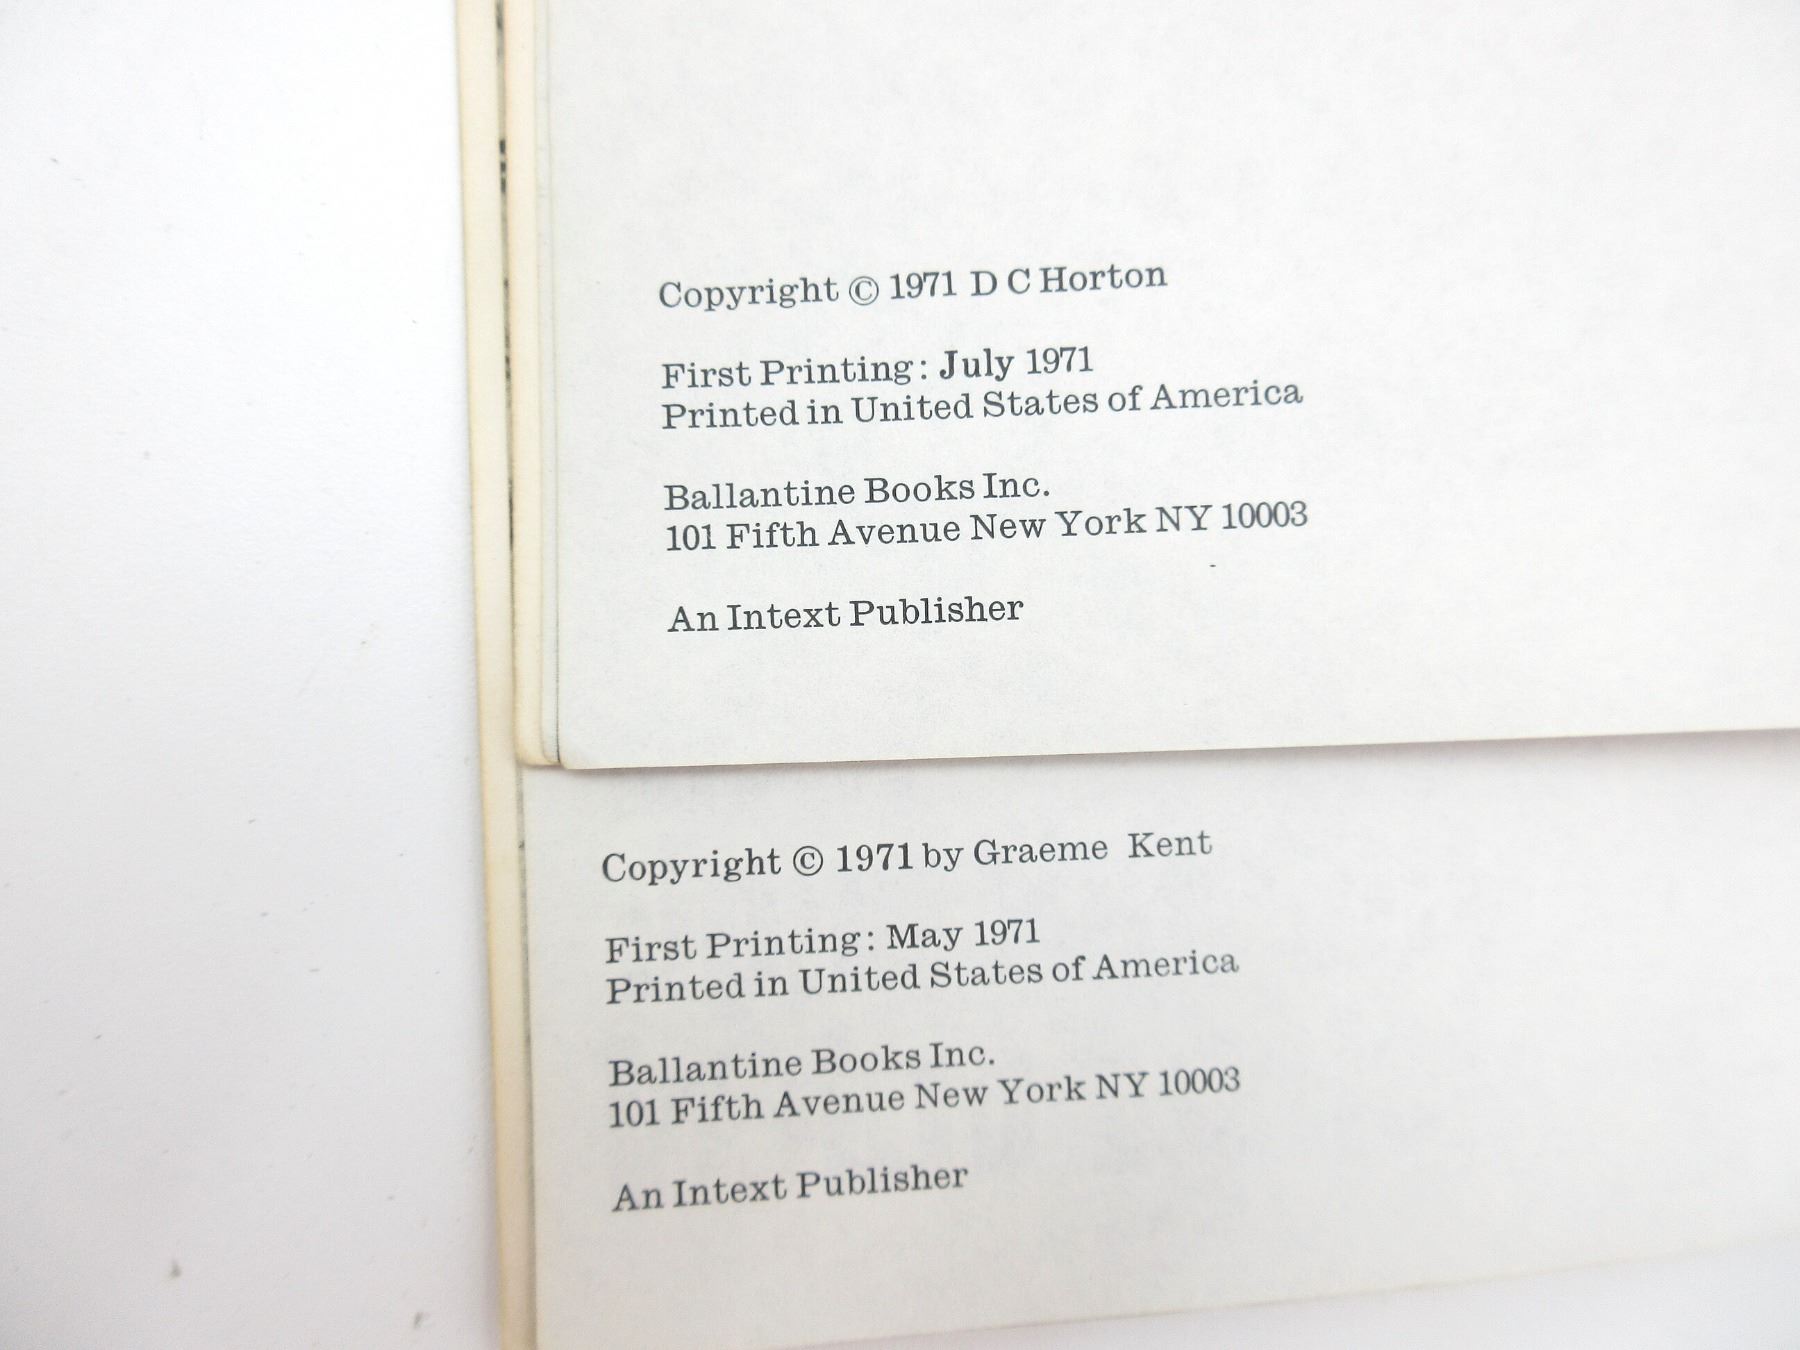 Copyright © 1971 D C Horton
First Printing: July 1971
Printed in United States of America
Ballantine Books Inc.
101 Fifth Avenue New York NY 10003
An Intext Publisher
Copyright © 1971 by Graeme Kent
First Printing: May 1971
Printed in United States of America
Ballantine Books Inc.
101 Fifth Avenue New York NY 10003
An Intext Publisher